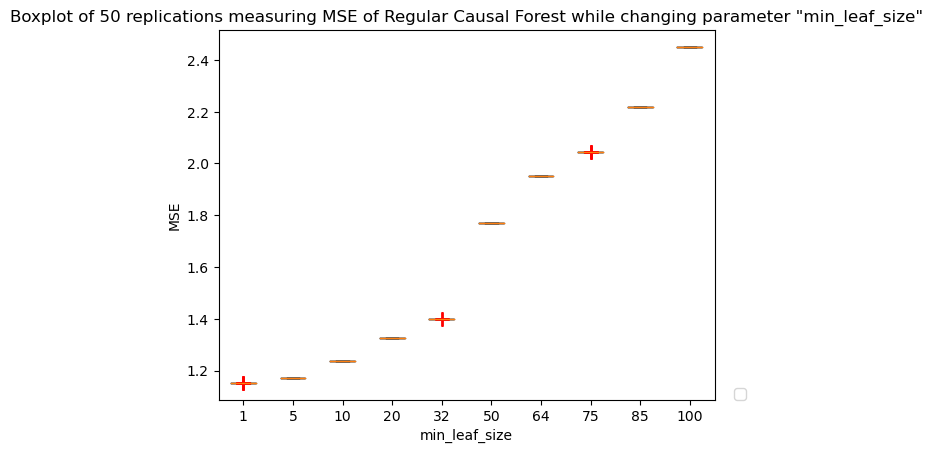 Boxplot of 50 replications measuring MSE of Regular Causal Forest while changing parameter "min_leaf_size"
2.4
2.2
2.0
1.8
1.6
1.4
1.2
MSE
1 5 10 20 32 50 64 75 85 100
min_leaf_size